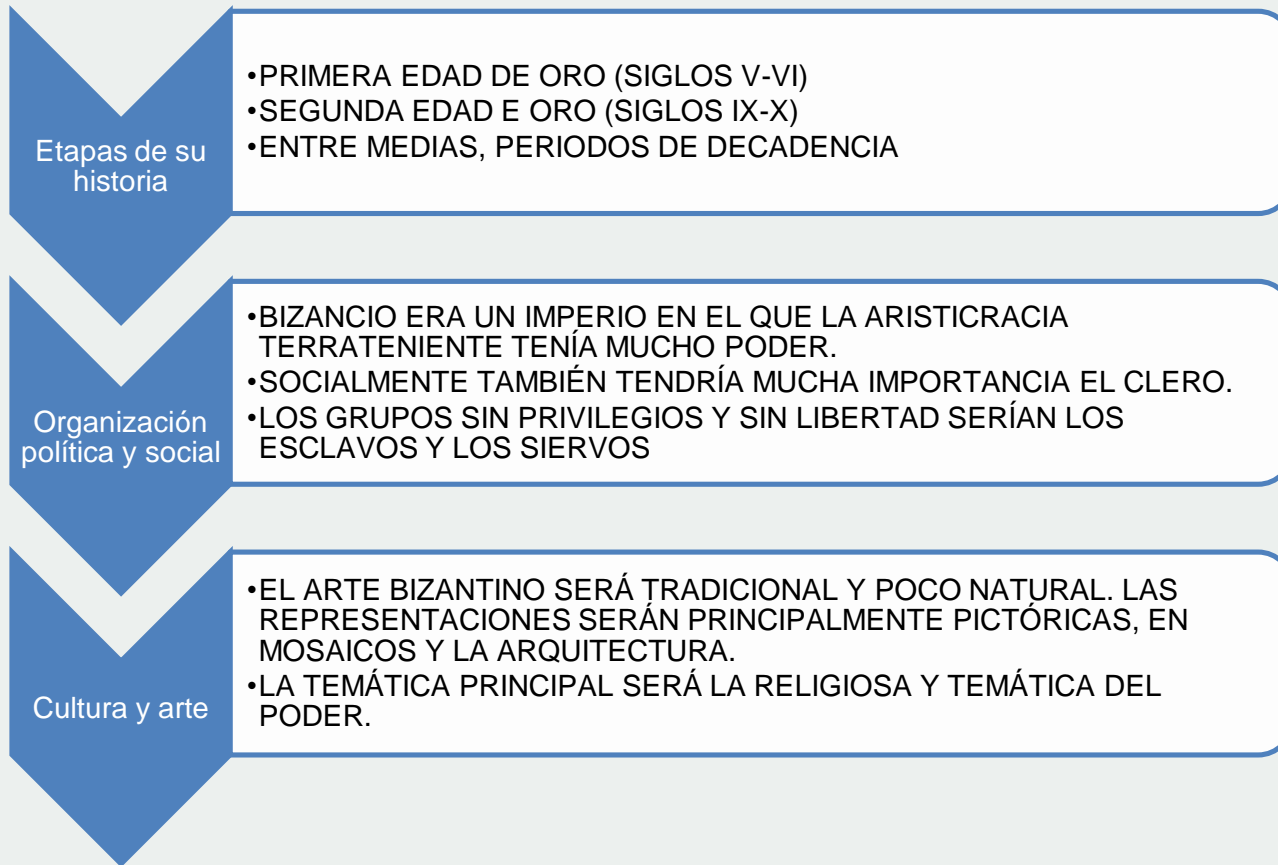 Etapas de su
historia
•PRIMERA EDAD DE ORO (SIGLOS V-VI)
•SEGUNDA EDAD E ORO (SIGLOS IX-X)
•ENTRE MEDIAS, PERIODOS DE DECADENCIA
Organización
política y social
•BIZANCIO ERA UN IMPERIO EN EL QUE LA ARISTICRACIA
TERRATENIENTE TENÍA MUCHO PODER.
•SOCIALMENTE TAMBIÉN TENDRÍA MUCHA IMPORTANCIA EL CLERO.
•LOS GRUPOS SIN PRIVILEGIOS Y SIN LIBERTAD SERÍAN LOS
ESCLAVOS Y LOS SIERVOS
Cultura y arte
•EL ARTE BIZANTINO SERÁ TRADICIONAL Y POCO NATURAL. LAS
REPRESENTACIONES SERÁN PRINCIPALMENTE PICTÓRICAS, EN
MOSAICOS Y LA ARQUITECTURA.
•LA TEMÁTICA PRINCIPAL SERÁ LA RELIGIOSA Y TEMÁTICA DEL
PODER.